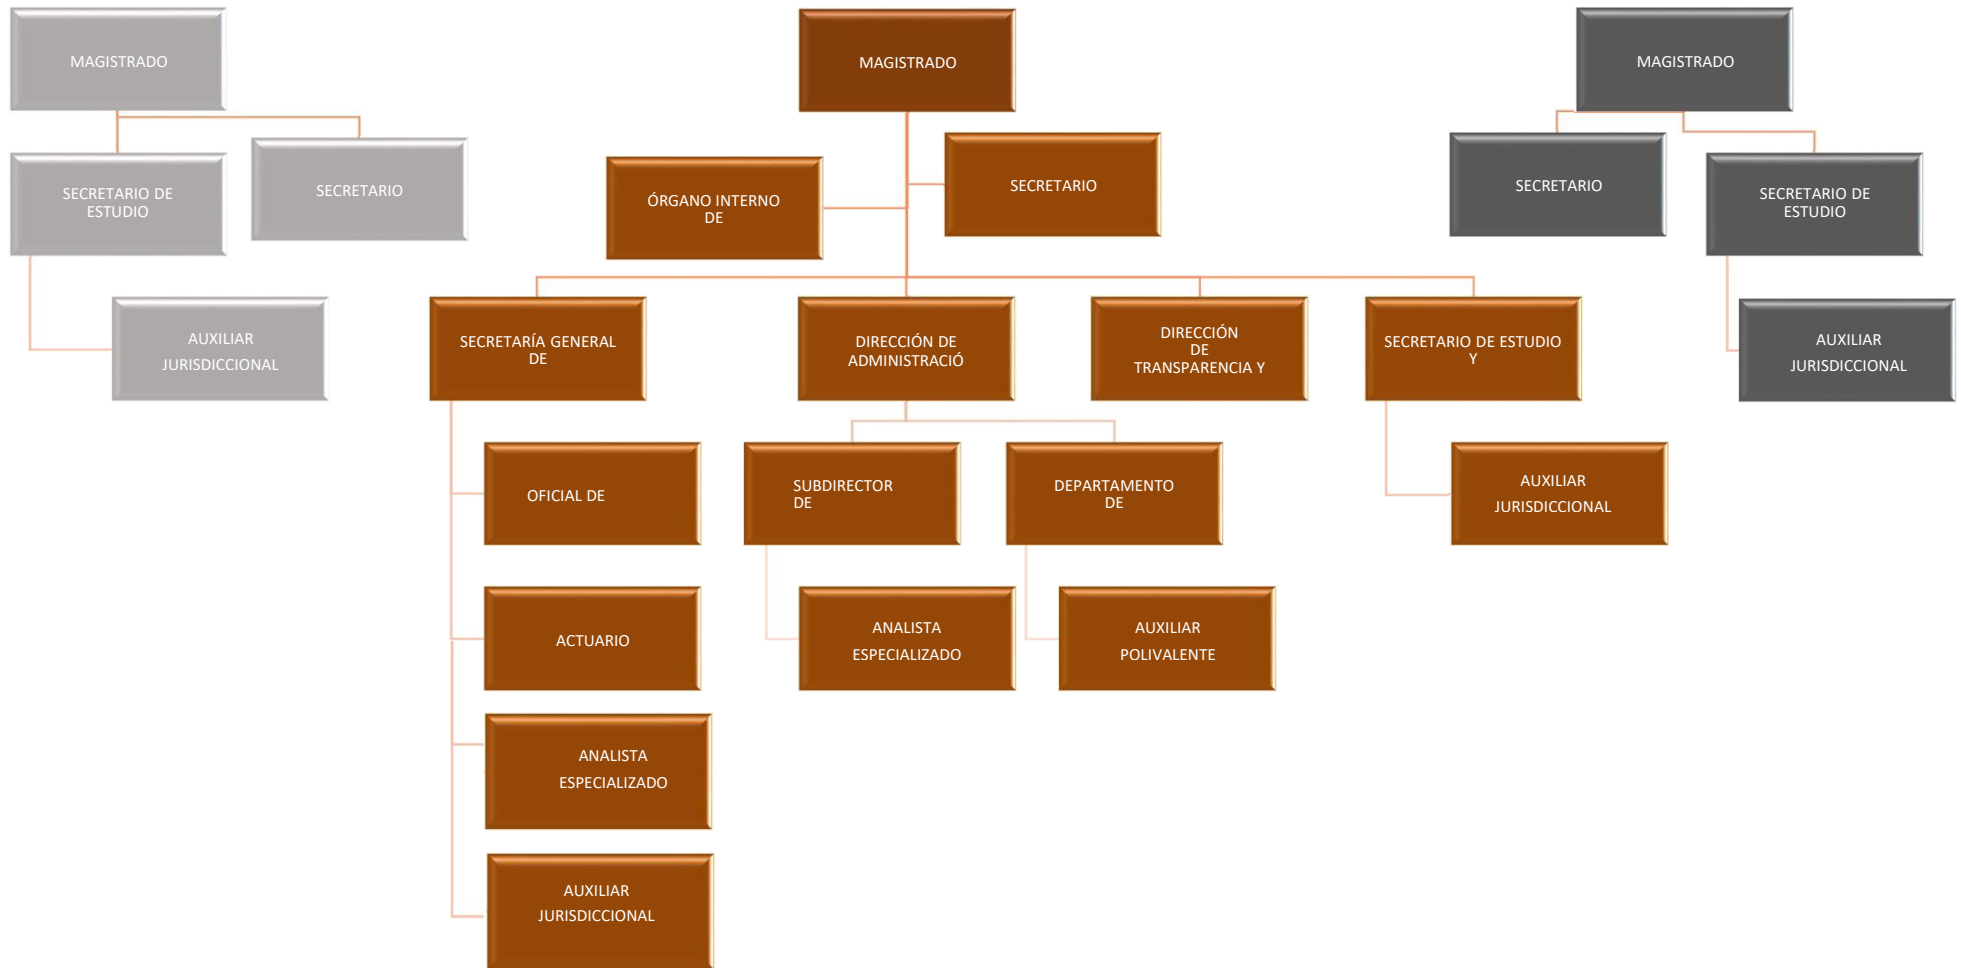 MAGISTRADO
MAGISTRADO
MAGISTRADO
SECRETARIO DE
ESTUDIO
SECRETARIO
ÓRGANO INTERNO
DE
SECRETARIO
SECRETARIO
SECRETARIO DE
ESTUDIO
AUXILIAR
JURISDICCIONAL
SECRETARÍA GENERAL
DE
DIRECCIÓN DE
ADMINISTRACIÓ
DIRECCIÓN
DE
TRANSPARENCIA Y
SECRETARIO DE ESTUDIO
Y
AUXILIAR
JURISDICCIONAL
OFICIAL DE
SUBDIRECTOR
DE
DEPARTAMENTO
DE
AUXILIAR
JURISDICCIONAL
ACTUARIO
ANALISTA
ESPECIALIZADO
AUXILIAR
POLIVALENTE
ANALISTA
ESPECIALIZADO
AUXILIAR
JURISDICCIONAL